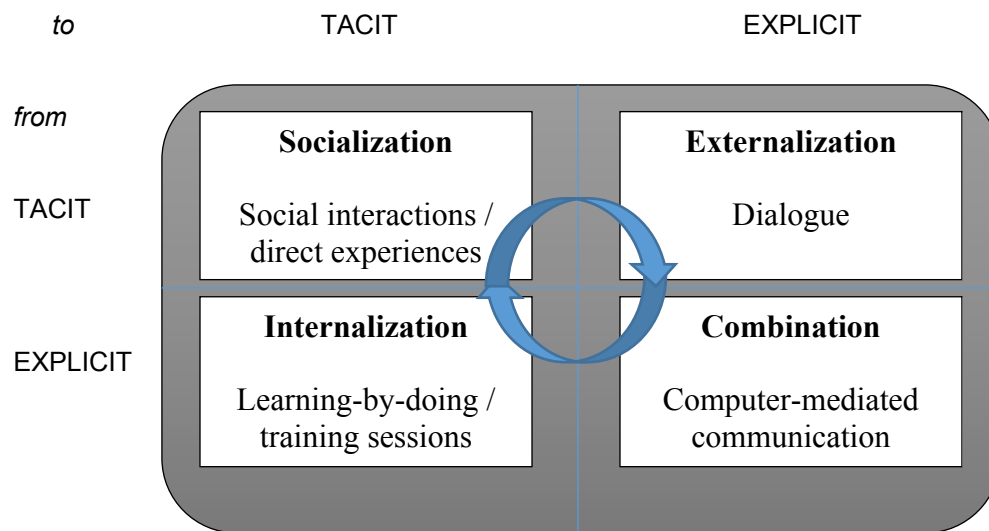 to TACIT EXPLICIT
from
Socialization Externalization
TACIT
Social interactions /
direct experiences
Dialogue
Internalization Combination
EXPLICIT
Learning-by-doing /
training sessions
Computer-mediated
communication